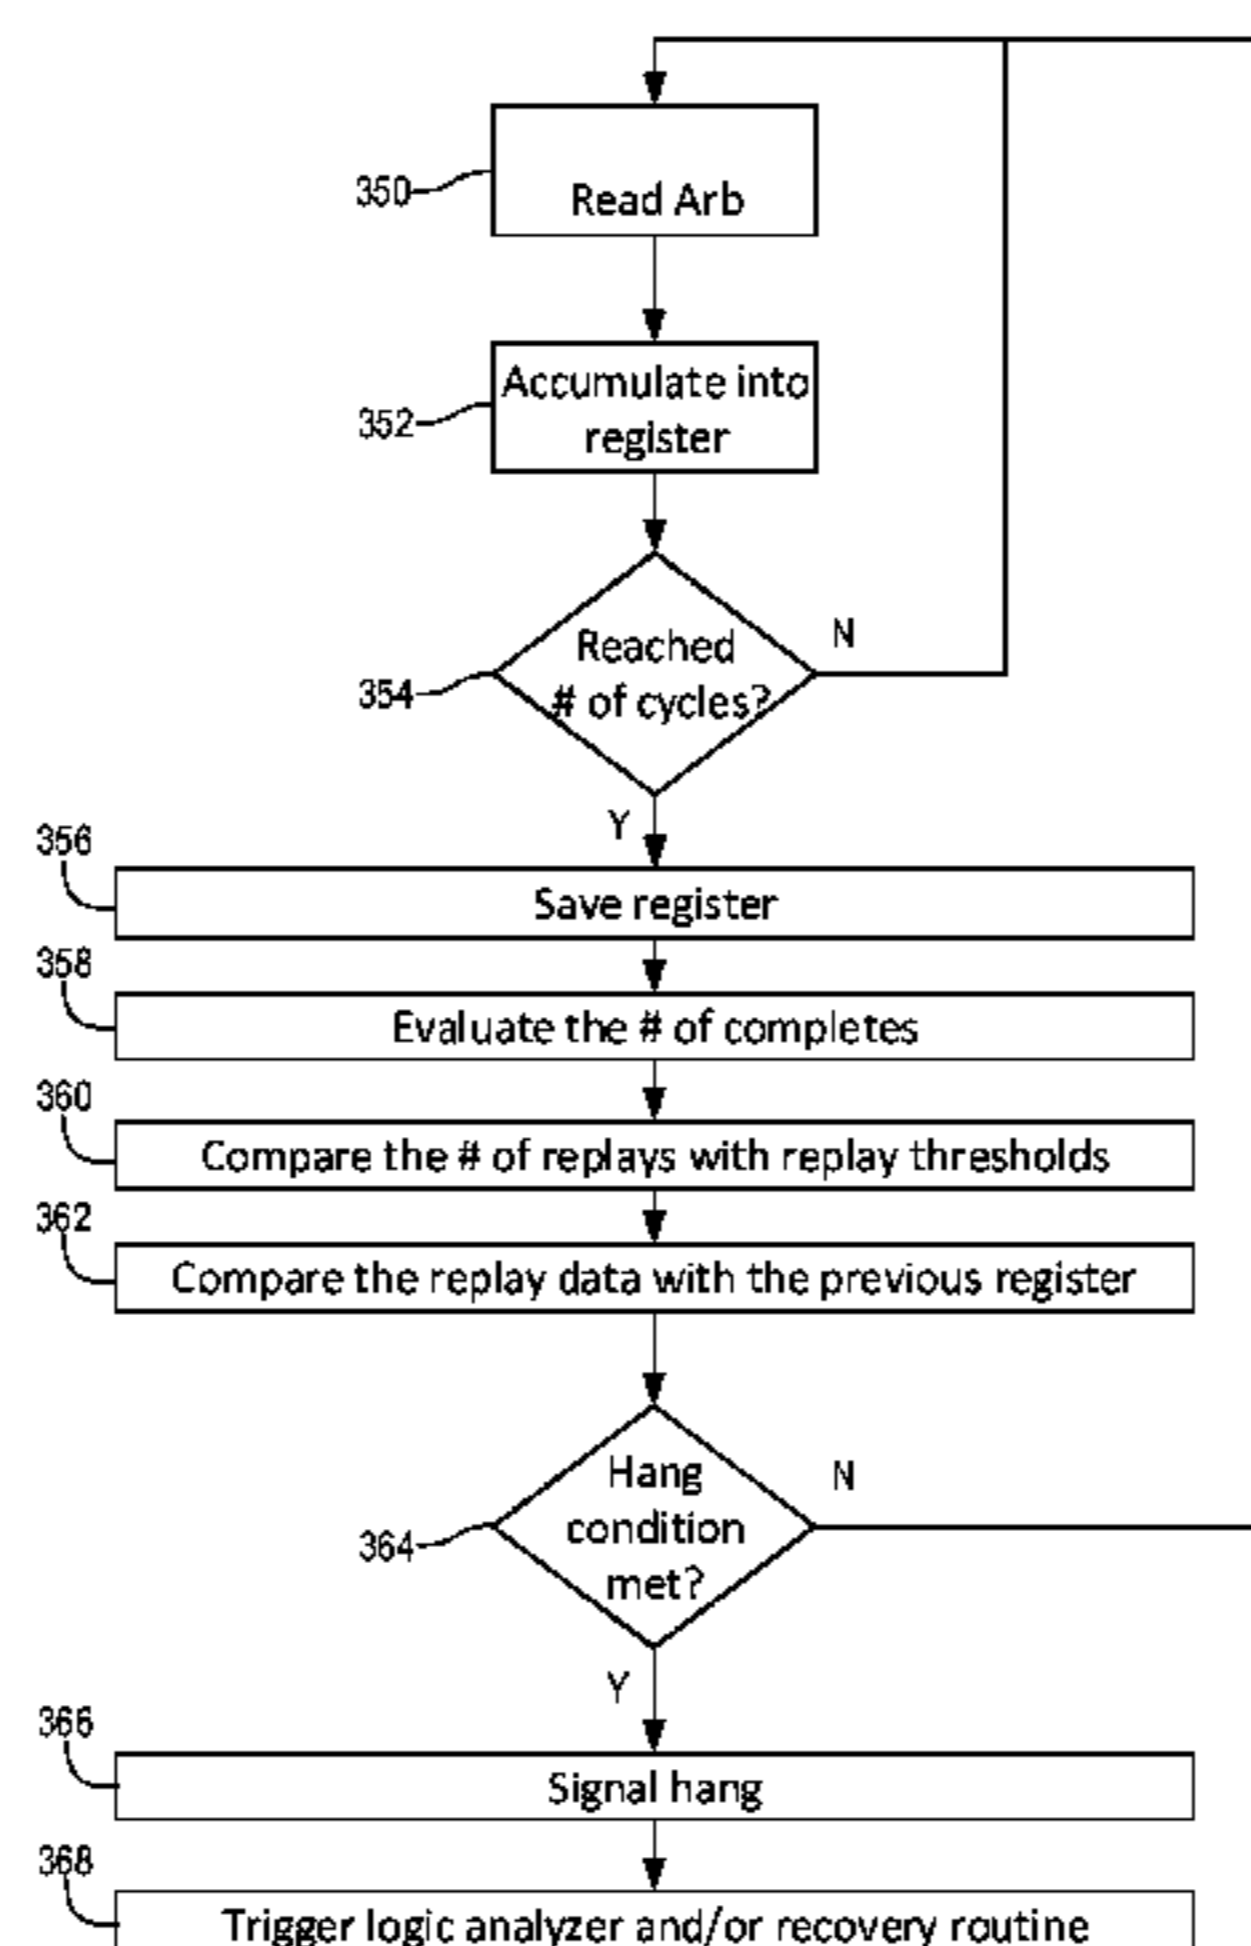 350
Read Arb
352
Accumulate into
register
354
Reached
# of cycles?
N
Y
356
Save register
358
Evaluate the # of completes
360
Compare the # of replays with replay thresholds
362
Compare the replay data with the previous register
364
Hang
condition
met?
N
Y
366
Signal hang
368
Trigger logic analyzer and/or recovery routine